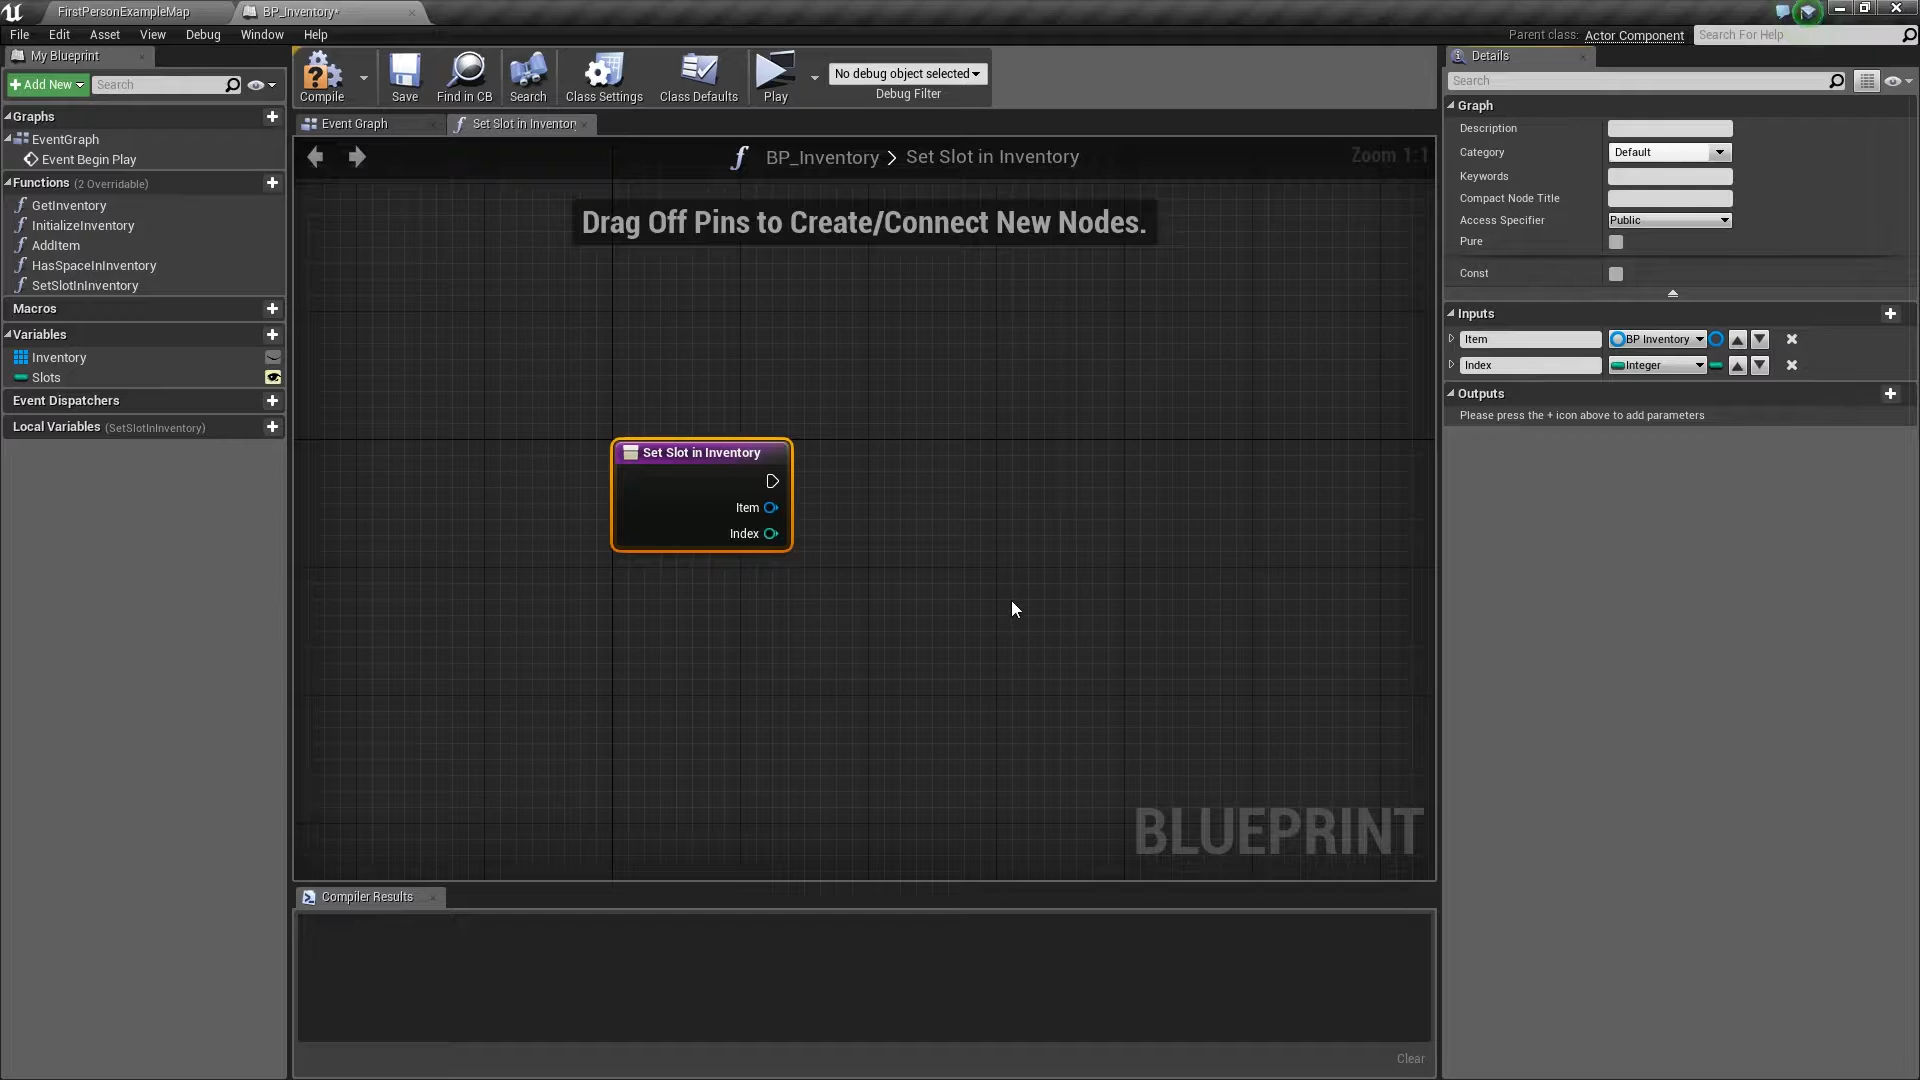 FirstPersonExampleMap
BP_Inventory*
File Edit Asset View Debug Window Help
Parent class: Actor Component
Search For Help
My Blueprint
Add New
Search
Graphs
EventGraph
Event Begin Play
Functions (2 Overridable)
GetInventory
InitializeInventory
AddItem
HasSpaceInInventory
SetSlotInInventory
Macros
Variables
Inventory
Slots
Event Dispatchers
Local Variables (SetSlotInInventory)
Compile
Save
Find in CB
Search
Class Settings
Class Defaults
Play
No debug object selected
Debug Filter
Event Graph
Set Slot in Inventor
BP_Inventory > Set Slot in Inventory
Zoom 1:1
Drag Off Pins to Create/Connect New Nodes.
Set Slot in Inventory
Item
Index
BLUEPRINT
Compiler Results
Clear
Details
Search
Graph
Description
Category Default
Keywords
Compact Node Title
Access Specifier Public
Pure
Const
Inputs
Item BP Inventory
Index Integer
Outputs
Please press the + icon above to add parameters